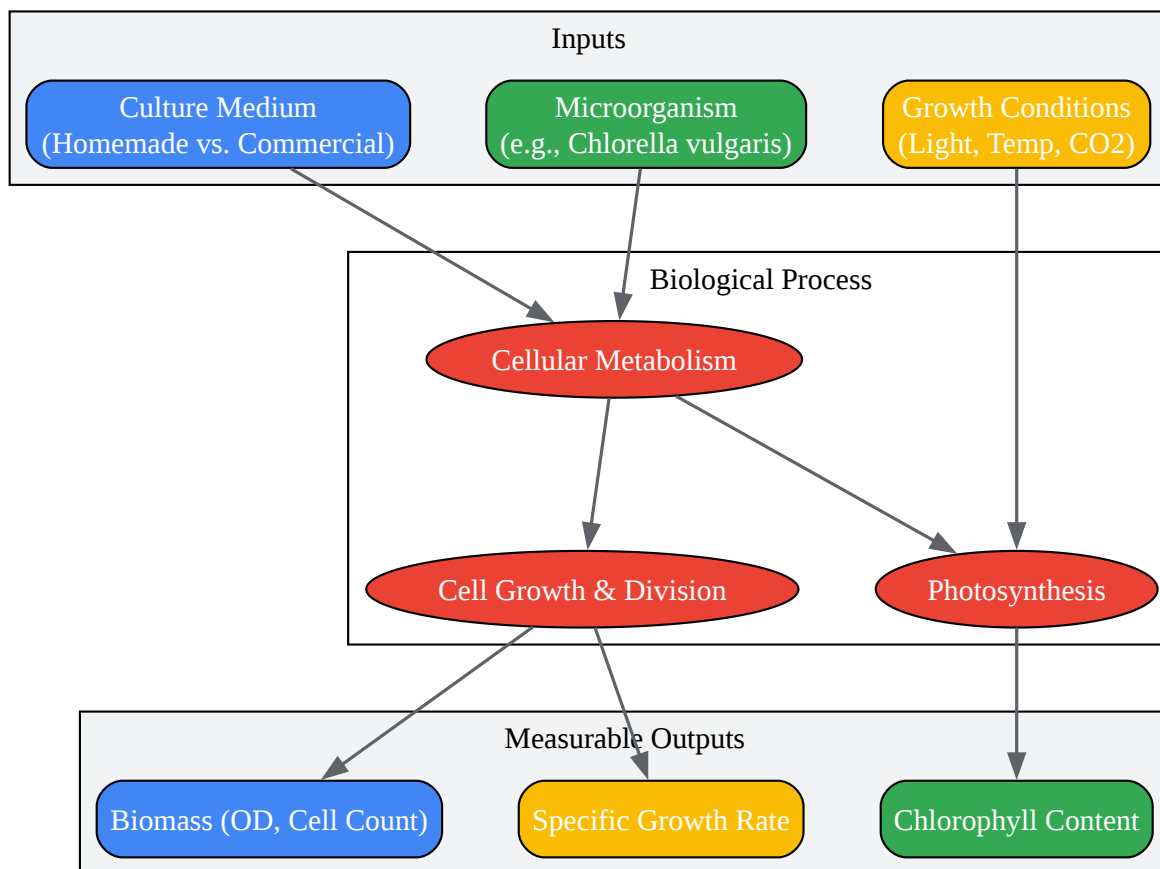 Inputs
Culture Medium
(Homemade vs. Commercial)
Microorganism
(e.g., Chlorella vulgaris)
Growth Conditions
(Light, Temp, CO2)
Biological Process
Cellular Metabolism
Cell Growth & Division
Photosynthesis
Measurable Outputs
Biomass (OD, Cell Count)
Specific Growth Rate
Chlorophyll Content